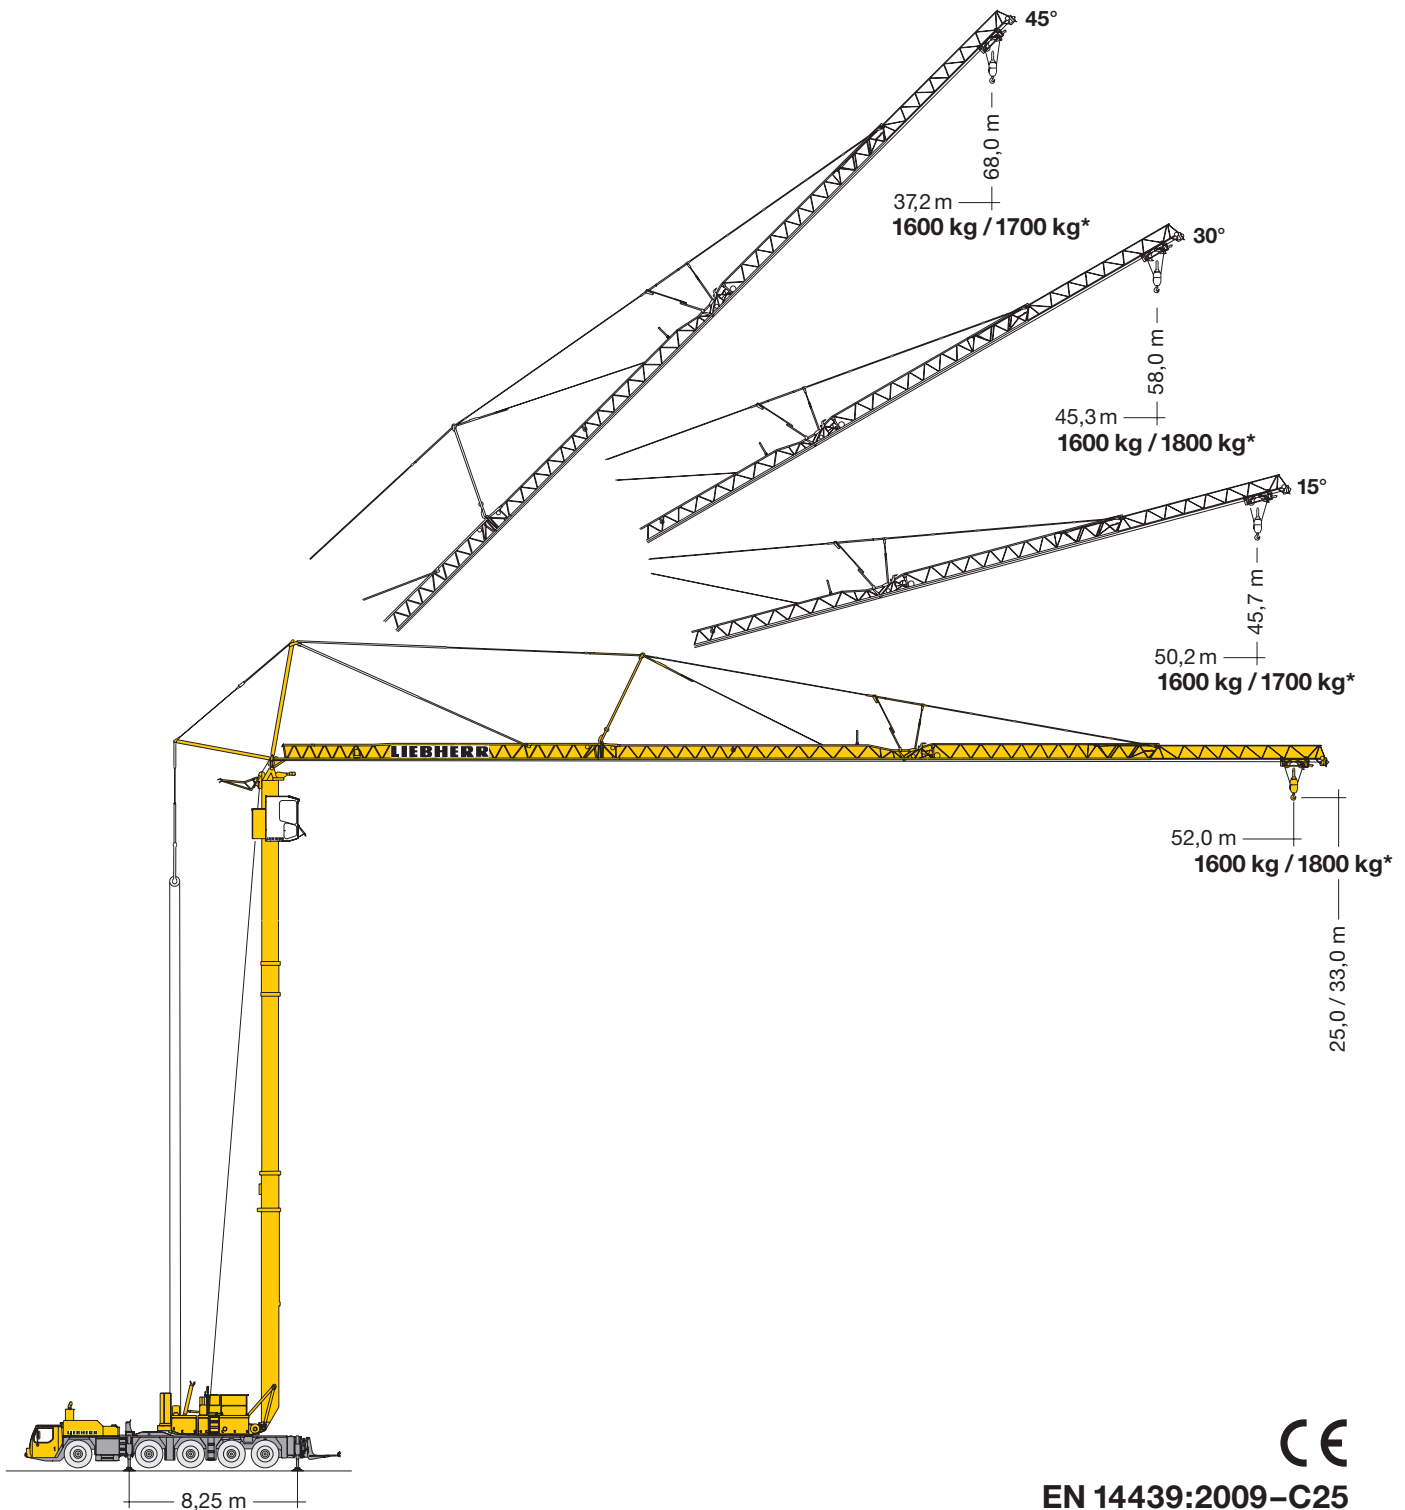 45°
68,0 m
37,2 m
1600 kg / 1700 kg*
30°
58,0 m
45,3 m
1600 kg / 1800 kg*
15°
45,7 m
50,2 m
1600 kg / 1700 kg*
LIEBHERR
52,0 m
1600 kg / 1800 kg*
25,0 / 33,0 m
LIEBHERR
8,25 m
CE
EN 14439:2009–C25